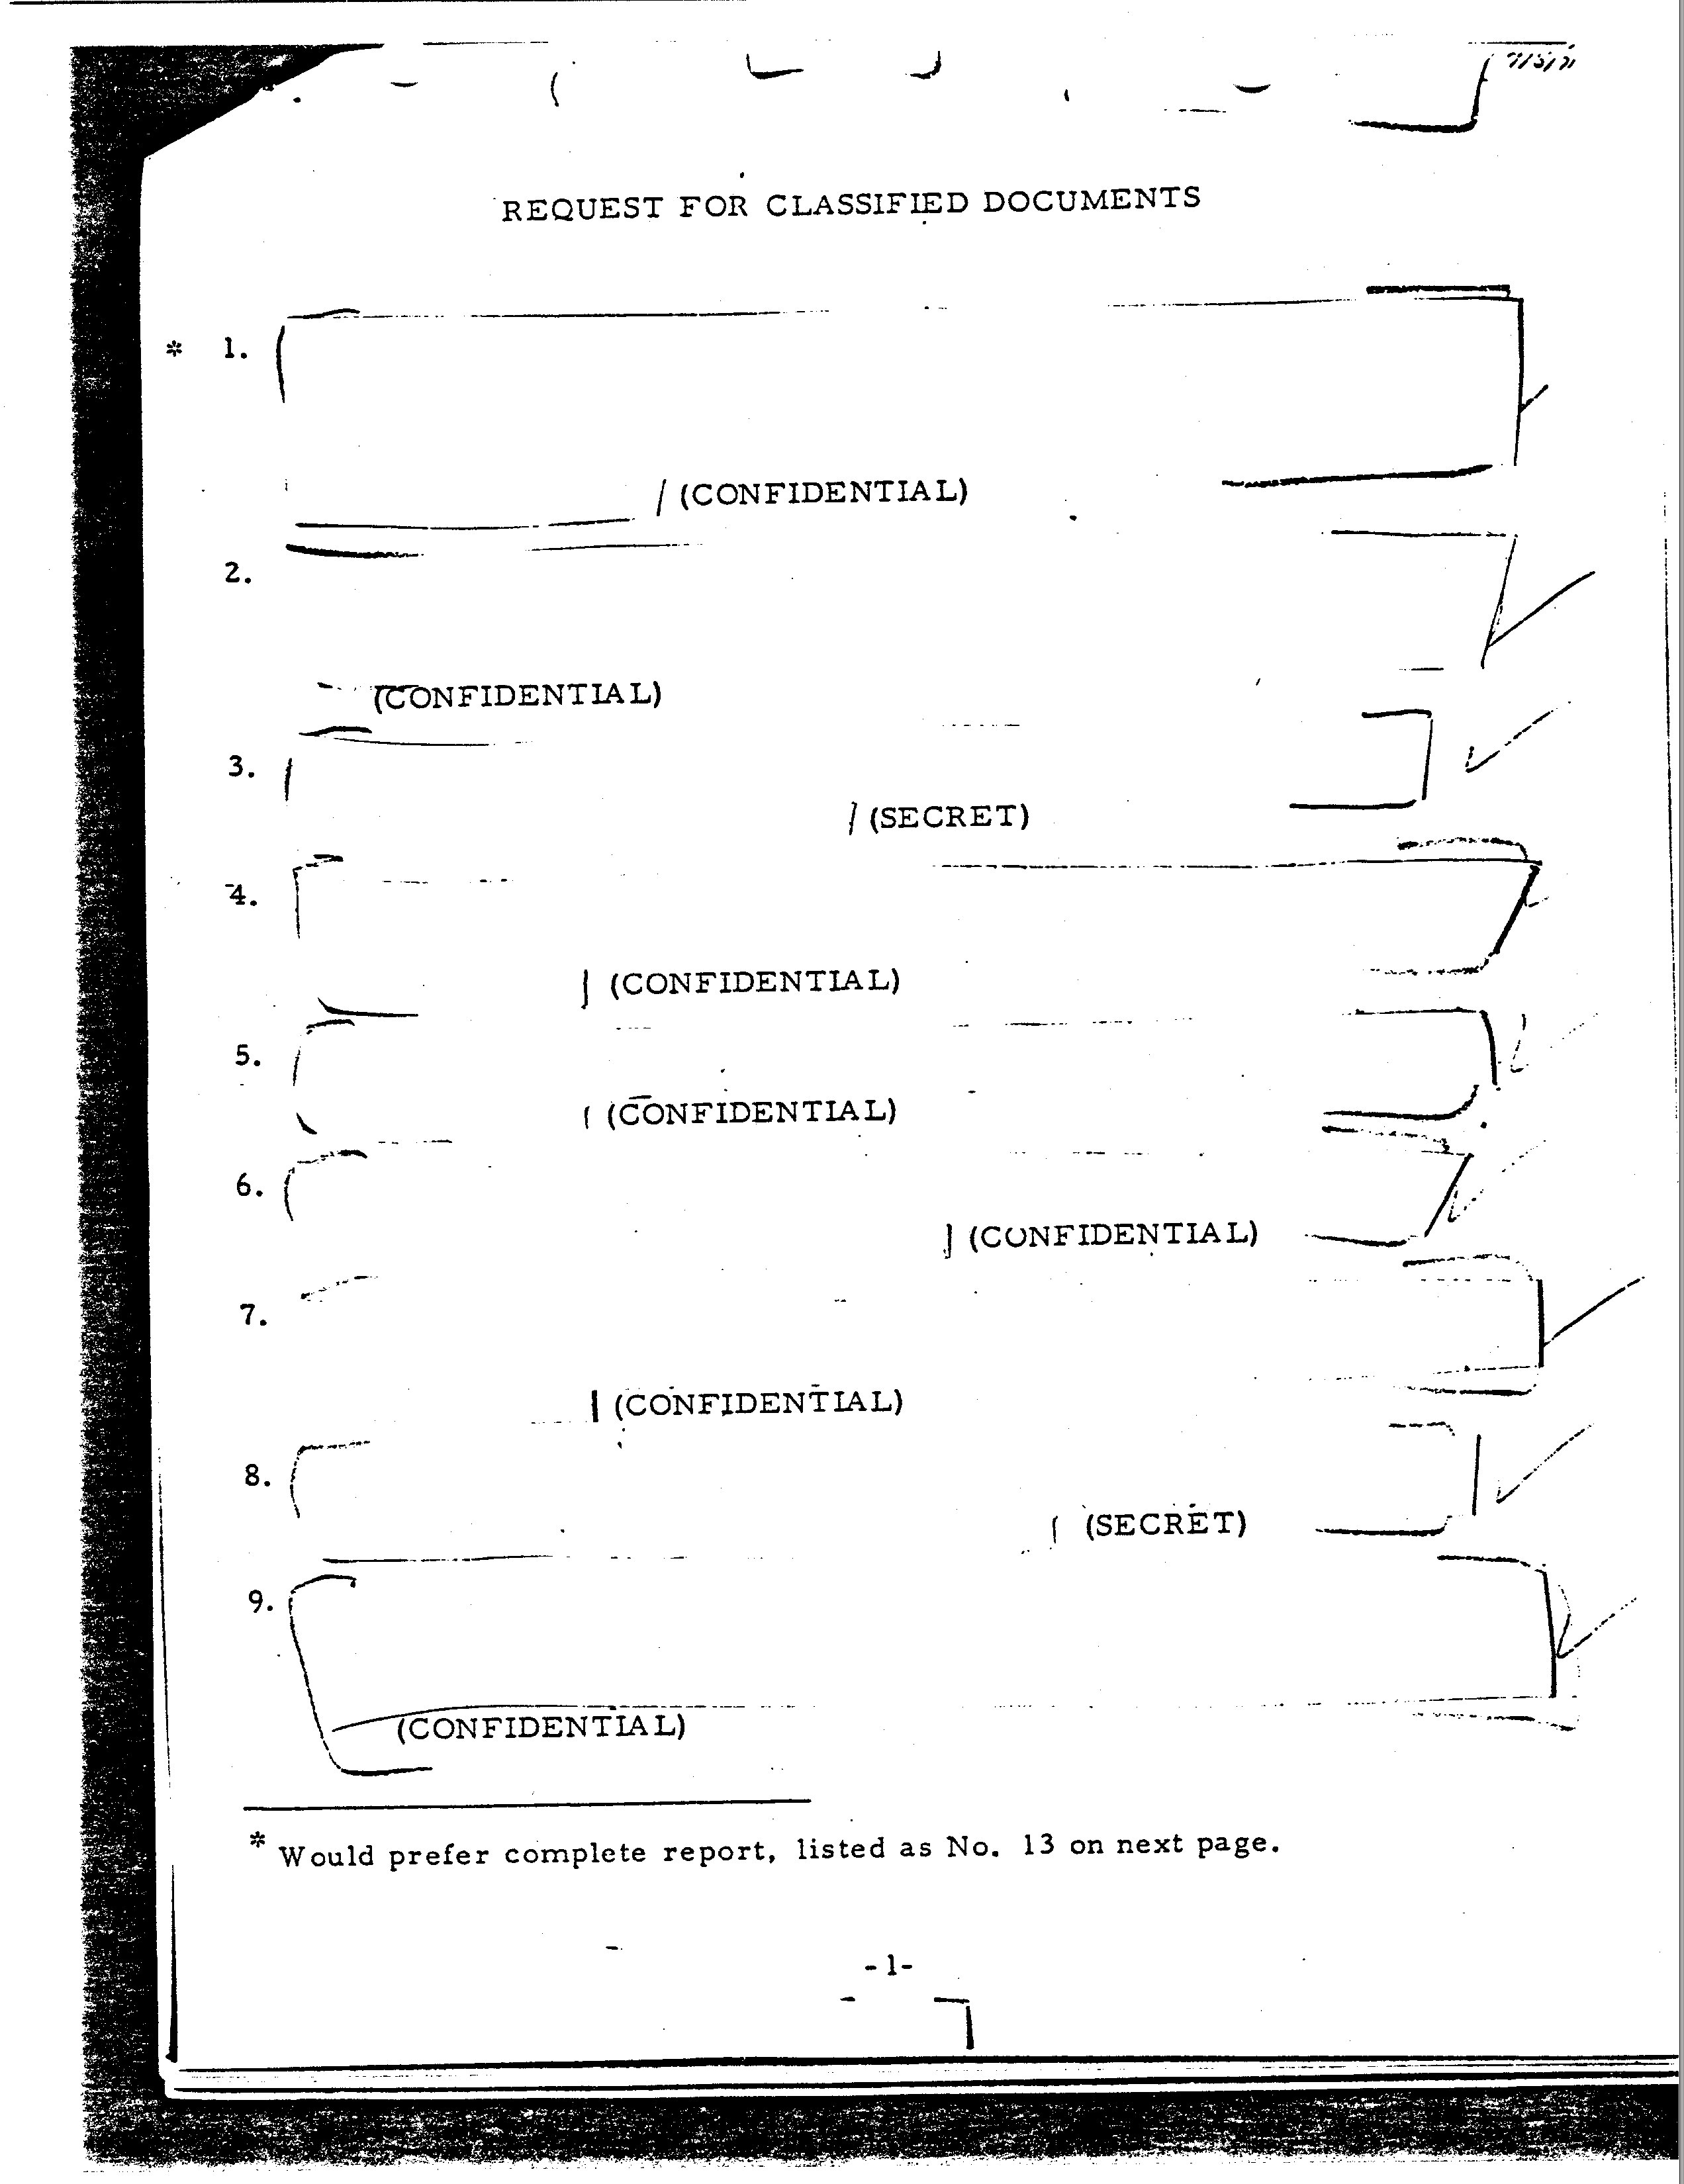 REQUEST FOR CLASSIFIED DOCUMENTS
* 1.
(CONFIDENTIAL)
2.
(CONFIDENTIAL)
3.
(SECRET)
4.
(CONFIDENTIAL)
5.
(CONFIDENTIAL)
6.
(CONFIDENTIAL)
7.
(CONFIDENTIAL)
8.
(SECRET)
9.
(CONFIDENTIAL)
* Would prefer complete report, listed as No. 13 on next page.
-1-